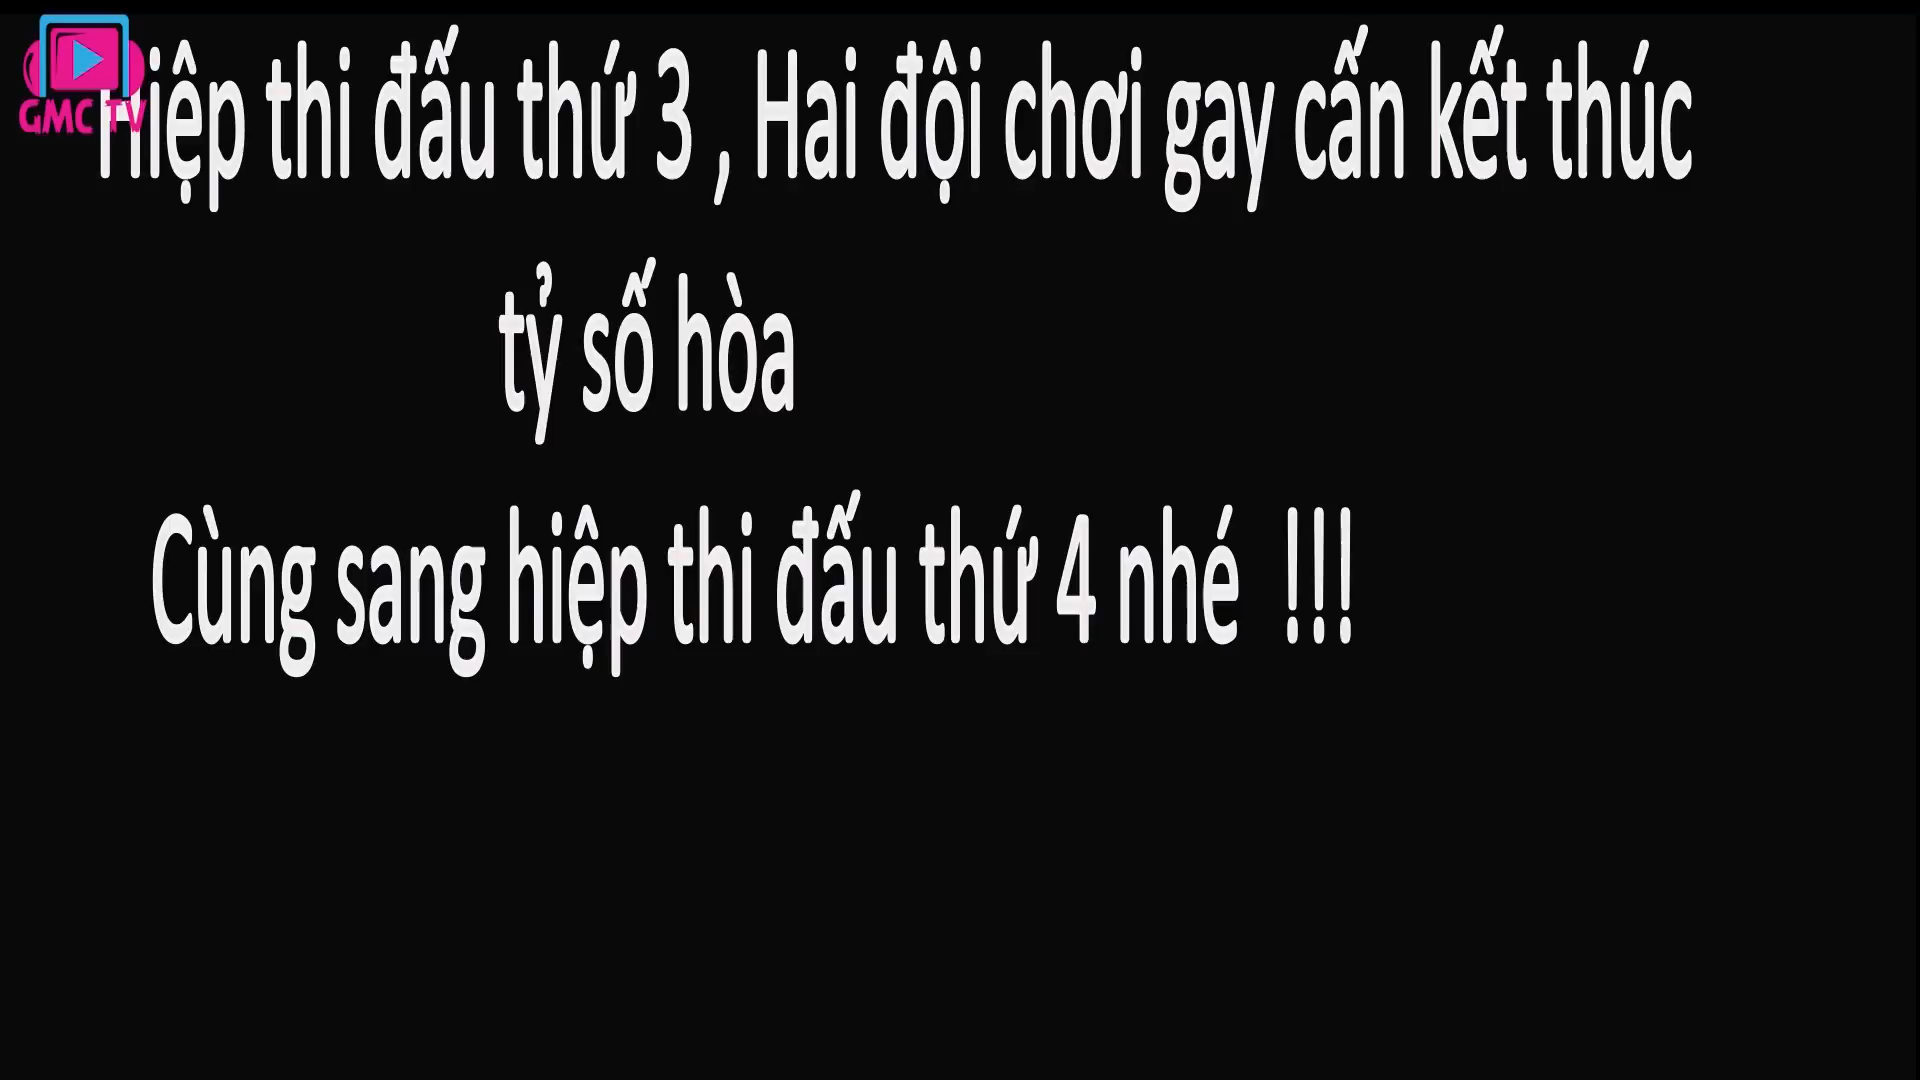 GMC TV
Hiệp thi đấu thứ 3 , Hai đội chơi gay cấn kết thúc
tỷ số hòa
Cùng sang hiệp thi đấu thứ 4 nhé !!!